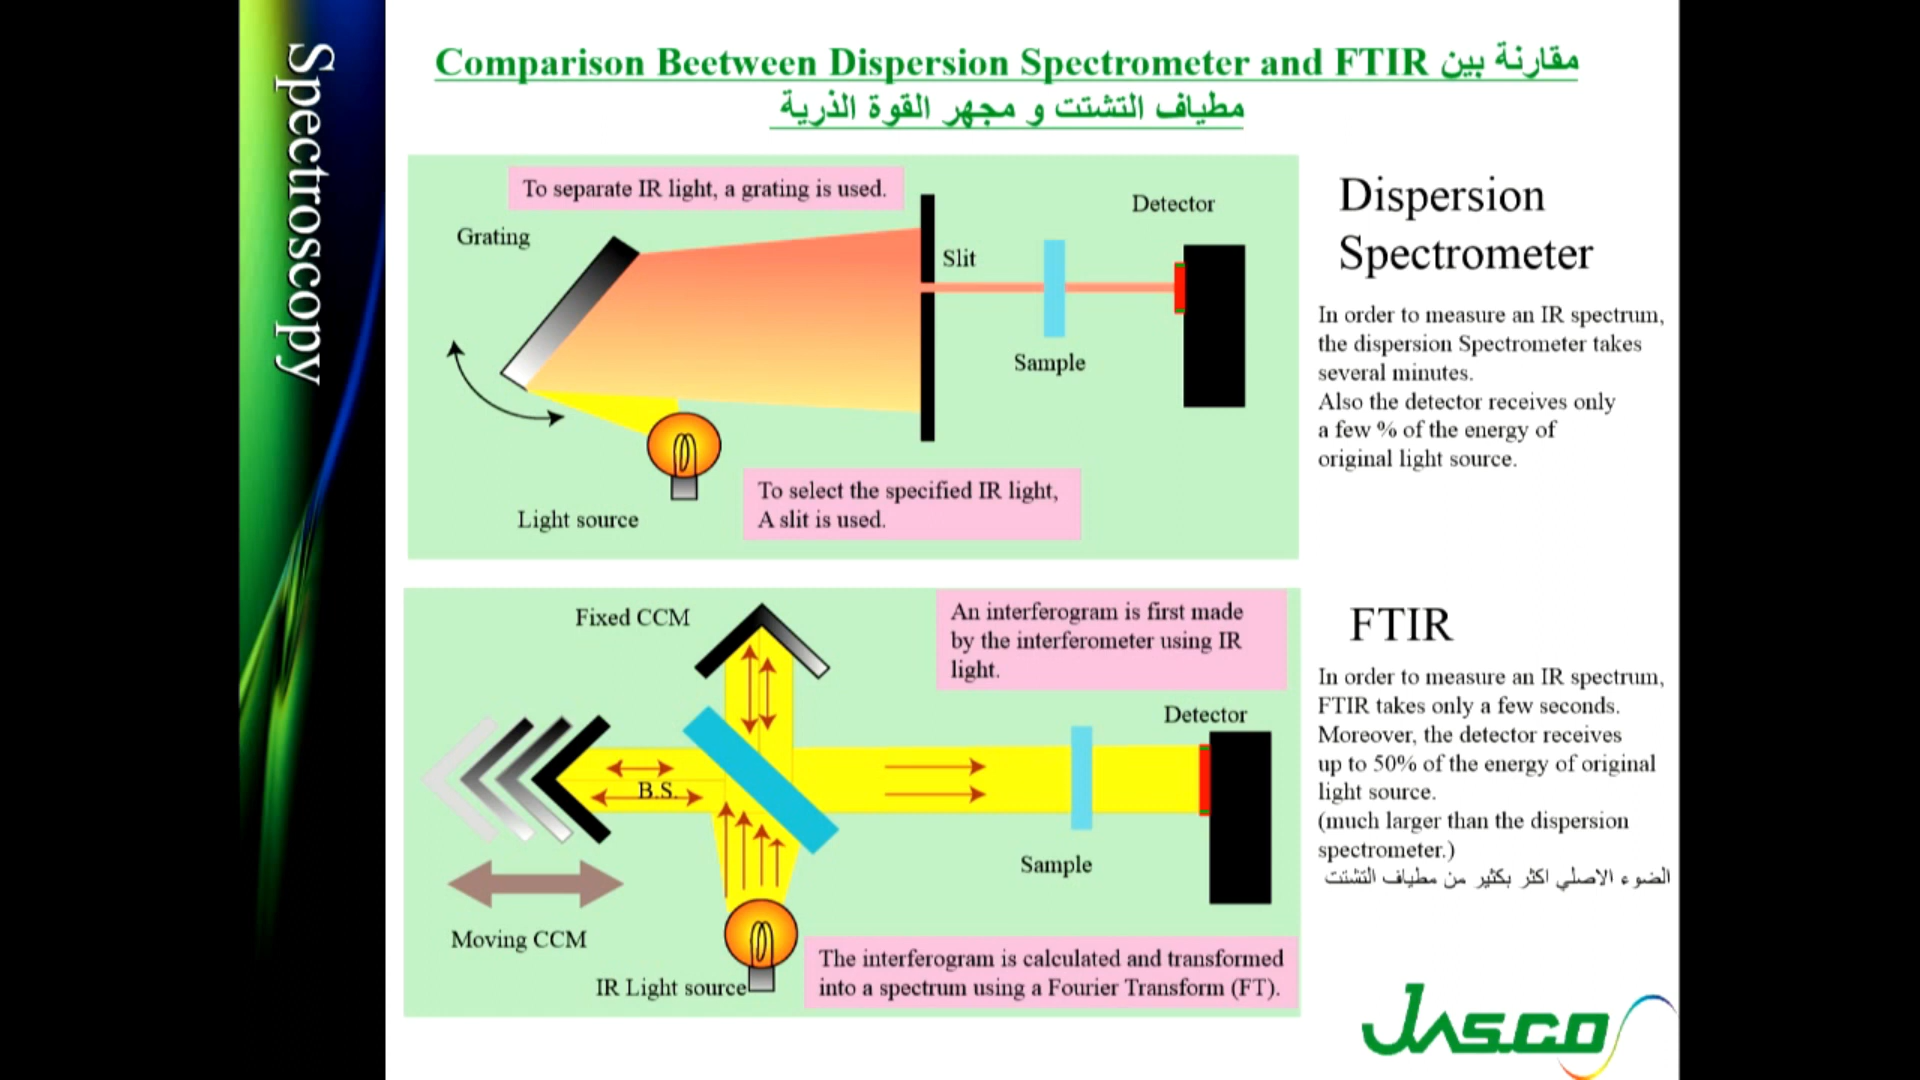 Spectroscopy
Comparison Beetween Dispersion Spectrometer and FTIR مقارنة بين
مطياف التشتت و مجهر القوة الذرية
To separate IR light, a grating is used.
Grating
Slit
Detector
Sample
Light source
To select the specified IR light,
A slit is used.
Dispersion
Spectrometer
In order to measure an IR spectrum,
the dispersion Spectrometer takes
several minutes.
Also the detector receives only
a few % of the energy of
original light source.
Fixed CCM
An interferogram is first made
by the interferometer using IR
light.
Detector
B.S.
Sample
Moving CCM
IR Light source
The interferogram is calculated and transformed
into a spectrum using a Fourier Transform (FT).
FTIR
In order to measure an IR spectrum,
FTIR takes only a few seconds.
Moreover, the detector receives
up to 50% of the energy of original
light source.
(much larger than the dispersion
spectrometer.)
الضوء الاصلي اكثر بكثير من مطياف التشتت
JASCO